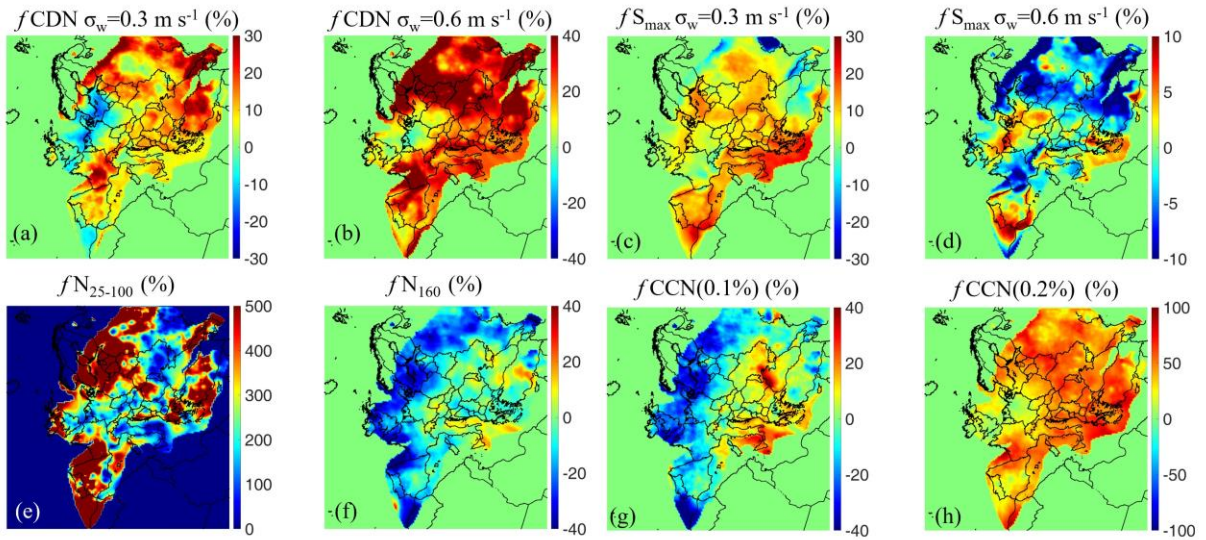 fCDN σw=0.3 m s⁻¹ (%)
fCDN σw=0.6 m s⁻¹ (%)
fSmax σw=0.3 m s⁻¹ (%)
fSmax σw=0.6 m s⁻¹ (%)
30
20
10
0
-10
-20
-30
(a)
40
20
0
-20
-40
(b)
30
20
10
0
-10
-20
-30
(c)
10
5
0
-5
-10
(d)
fN25-100 (%)
fN160 (%)
fCCN(0.1%) (%)
fCCN(0.2%) (%)
500
400
300
200
100
0
(e)
40
20
0
-20
-40
(f)
40
20
0
-20
-40
(g)
100
50
0
-50
-100
(h)